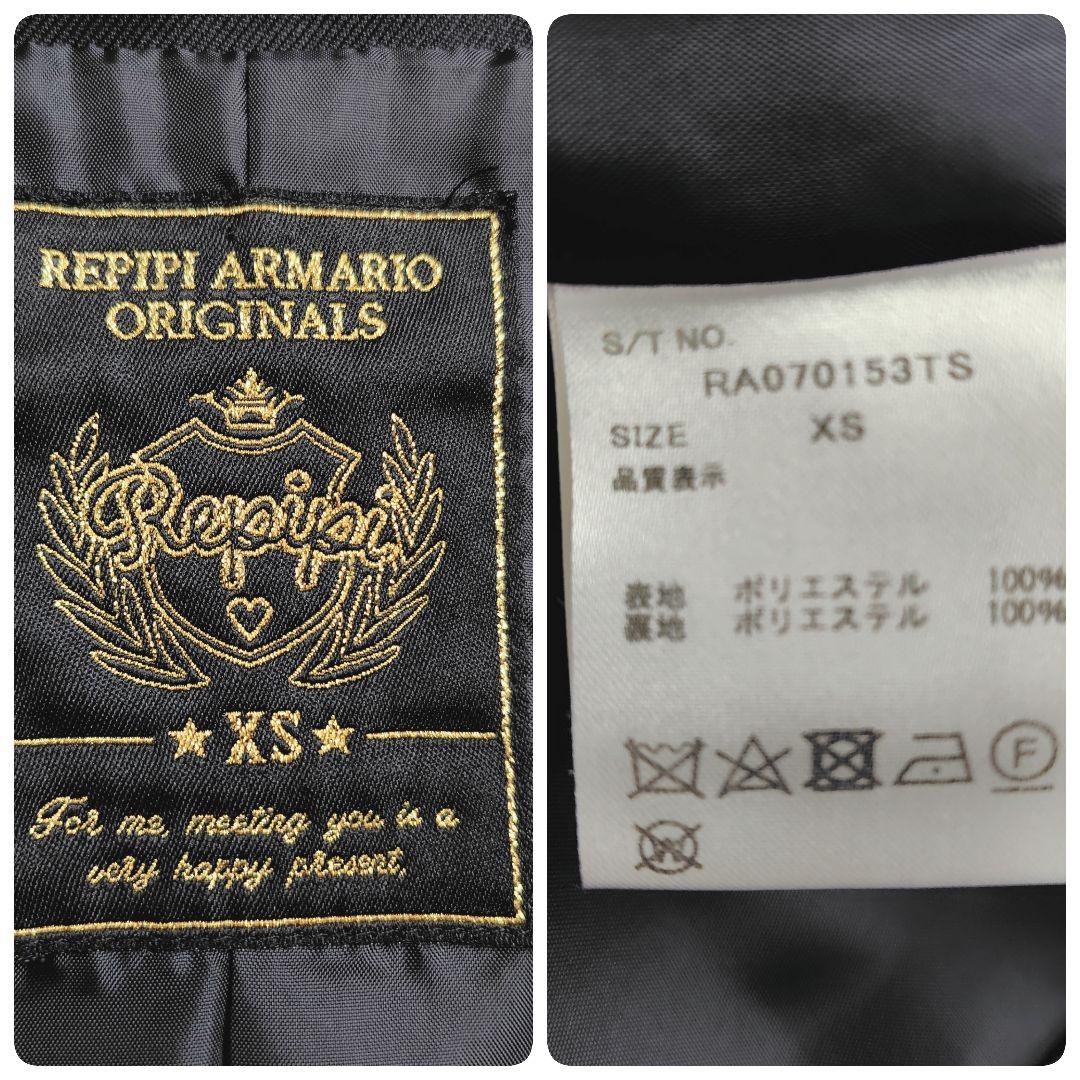 REPIPI ARMARIO
ORIGINALS
Repipi
XS
For me, meeting you is a
very happy present.
S/T NO.
RA070153TS
SIZE XS
品質表示
表地 ポリエステル 100%
裏地 ポリエステル 100%
F
W